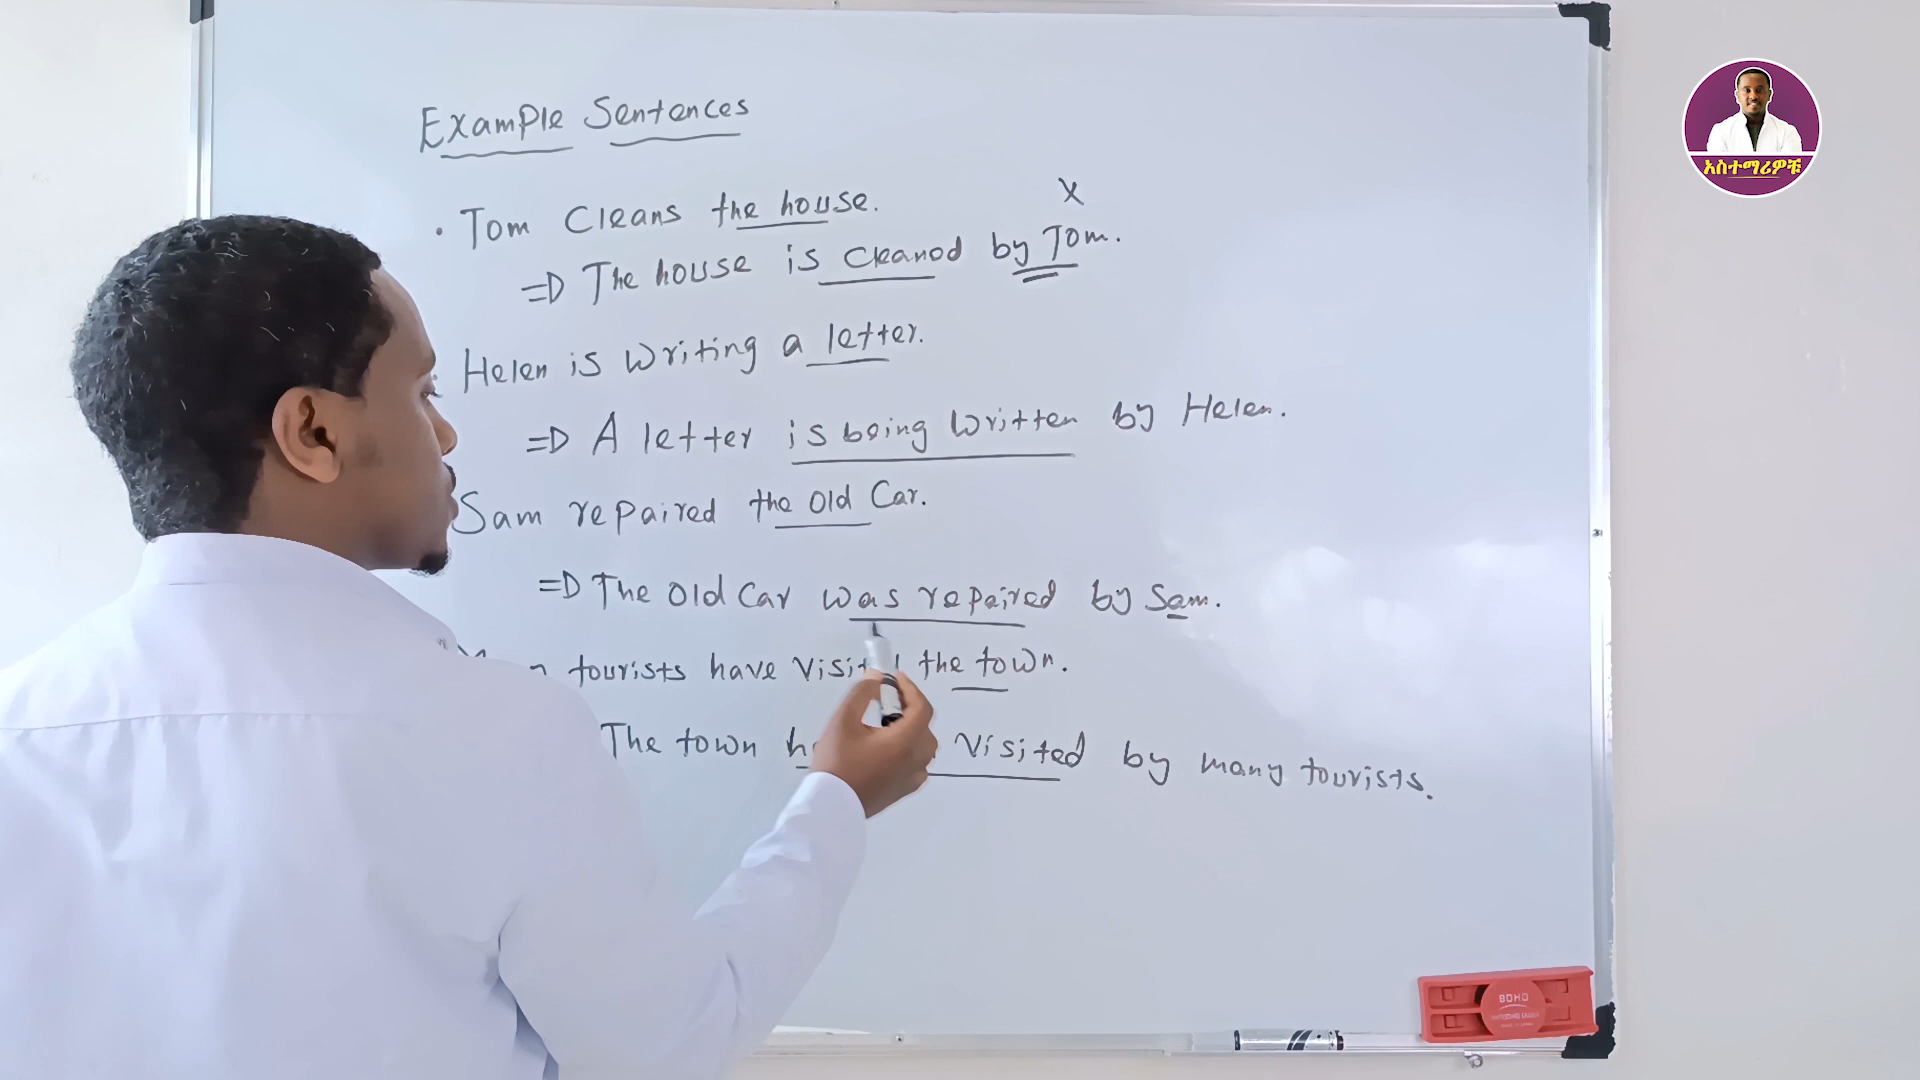 Example Sentences
• Tom Cleans the house.
X
=D The house is Cleaned by Tom.
Helen is writing a letter.
=D A letter is being written by Helen.
Sam repaired the old Car.
=D The Old Car was repaired by Sam.
tourists have the town.
The town visited by many tourists.
አስተማሪዎቹ
SOHO